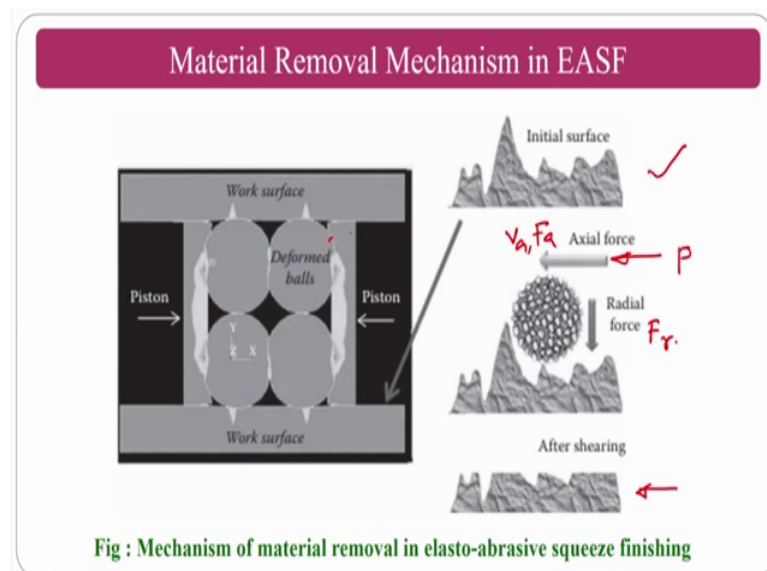 Material Removal Mechanism in EASF
Work surface
Deformed
balls
Piston
Piston
Y
Z X
Work surface
Initial surface
Va, Fa Axial force P
Radial
force Fr.
After shearing
Fig : Mechanism of material removal in elasto-abrasive squeeze finishing